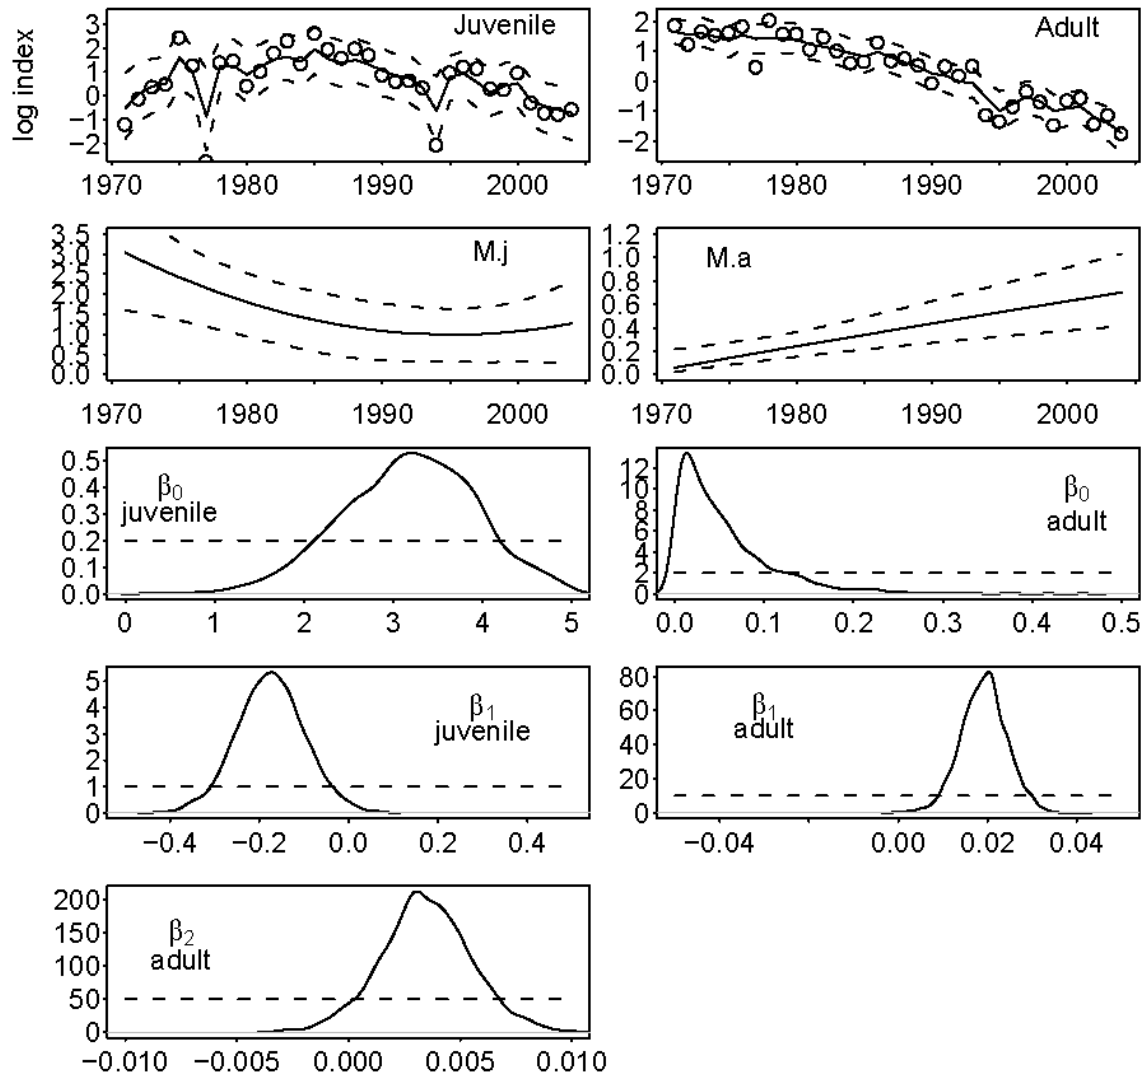 log index
Juvenile
3
2
1
0
−1
−2
1970 1980 1990 2000
Adult
2
1
0
−1
−2
1970 1980 1990 2000
M.j
3.5
3.0
2.5
2.0
1.5
1.0
0.5
0.0
1970 1980 1990 2000
M.a
1.2
1.0
0.8
0.6
0.4
0.2
0.0
1970 1980 1990 2000
β₀
juvenile
0.5
0.4
0.3
0.2
0.1
0.0
0 1 2 3 4 5
β₀
adult
12
10
8
6
4
2
0
0.0 0.1 0.2 0.3 0.4 0.5
β₁
juvenile
5
4
3
2
1
0
−0.4 −0.2 0.0 0.2 0.4
β₁
adult
80
60
40
20
0
−0.04 0.00 0.02 0.04
β₂
adult
200
150
100
50
0
−0.010 −0.005 0.000 0.005 0.010